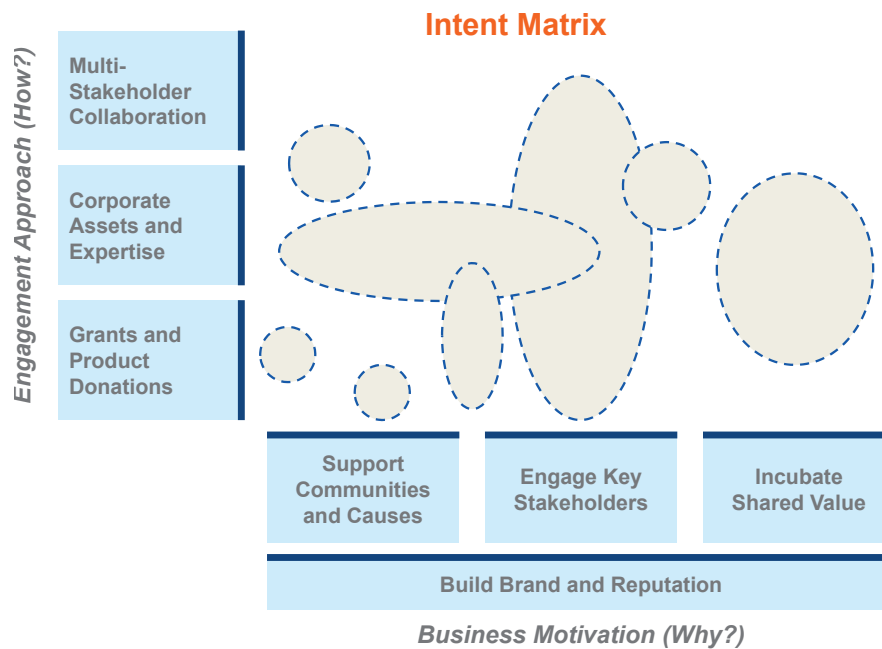 Intent Matrix
Engagement Approach (How?)
Multi-
Stakeholder
Collaboration
Corporate
Assets and
Expertise
Grants and
Product
Donations
Support
Communities
and Causes
Engage Key
Stakeholders
Incubate
Shared Value
Build Brand and Reputation
Business Motivation (Why?)